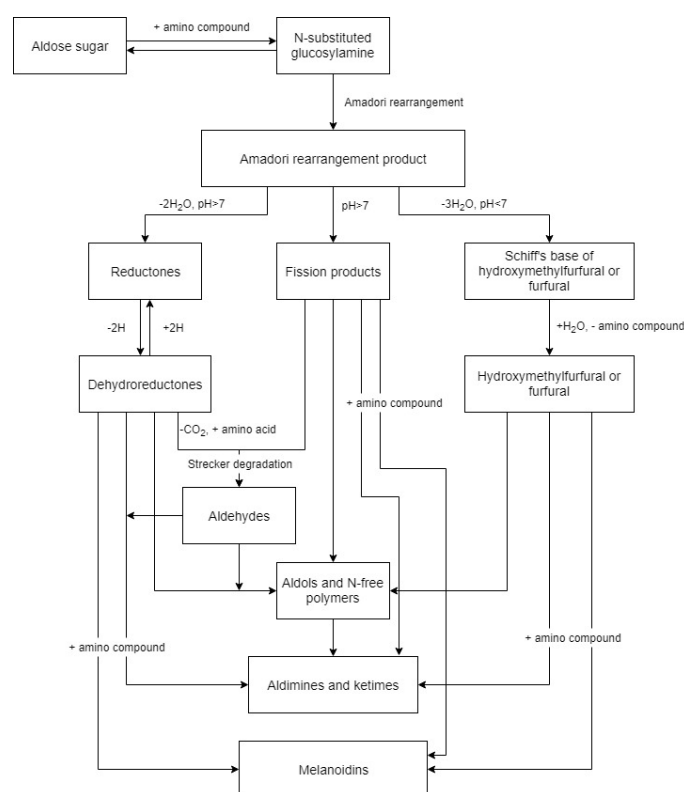 + amino compound
Aldose sugar
N-substituted
glucosylamine
Amadori rearrangement
Amadori rearrangement product
-2H₂O, pH>7
pH>7
-3H₂O, pH<7
Reductones
Fission products
Schiff's base of
hydroxymethylfurfural or
furfural
-2H
+2H
+H₂O, - amino compound
Dehydroreductones
Hydroxymethylfurfural or
furfural
+ amino compound
-CO₂, + amino acid
Strecker degradation
Aldehydes
Aldols and N-free
polymers
+ amino compound
+ amino compound
Aldimines and ketimes
Melanoidins